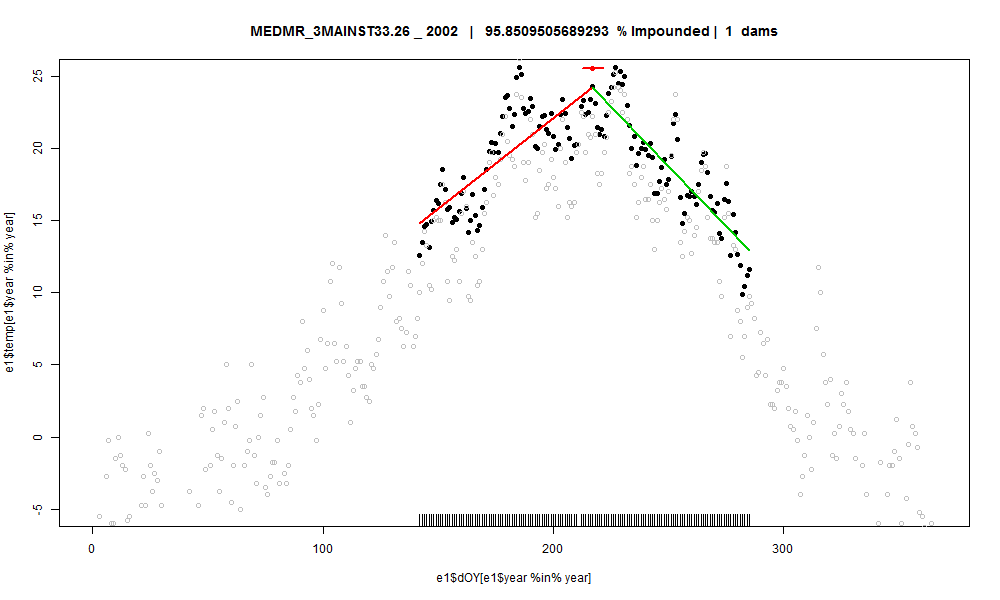 MEDMR_3MAINST33.26 _ 2002 | 95.8509505689293 % Impounded | 1 dams
e1$temp[e1$year %in% year]
25
20
15
10
5
0
-5
0 100 200 300
e1$dOY[e1$year %in% year]